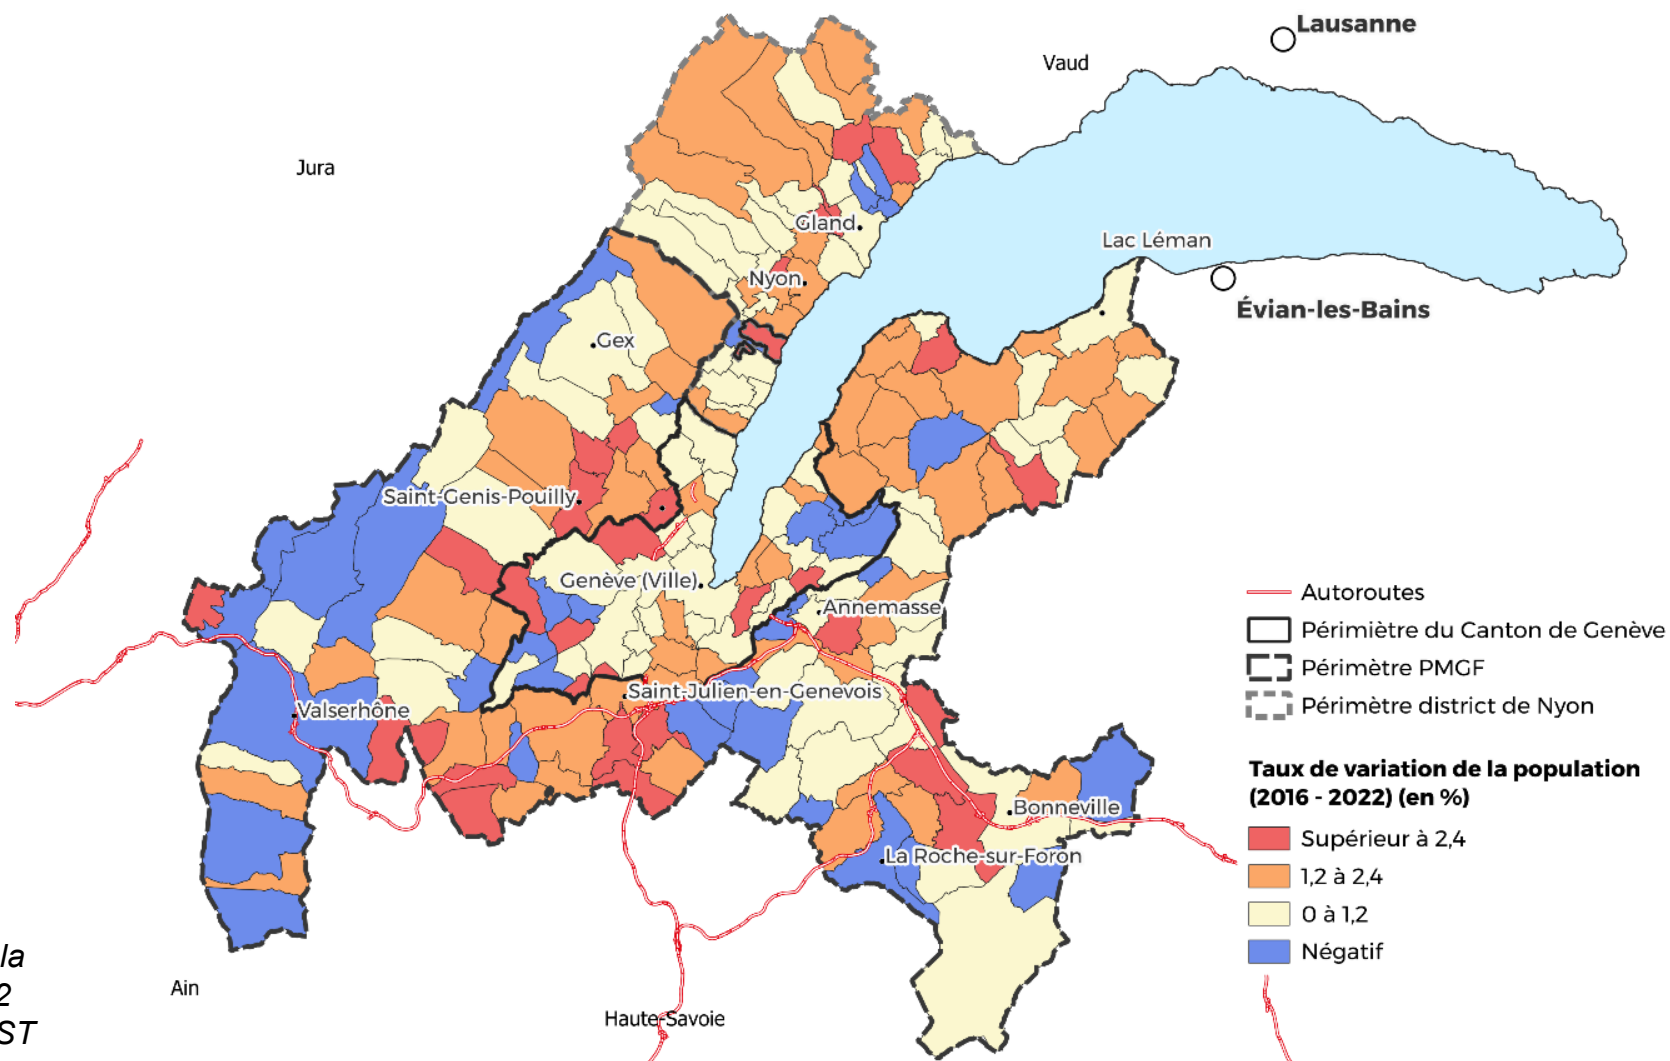 Lausanne
Vaud
Jura
Gland
Lac Léman
Nyon
Évian-les-Bains
Gex
Saint-Genis-Pouilly
Genève (Ville)
Annemasse
Saint-Julien-en-Genevois
Valserhône
Bonneville
La Roche-sur-Foron
Ain
Haute-Savoie
Autoroutes
Périmiètre du Canton de Genève
Périmètre PMGF
Périmètre district de Nyon
Taux de variation de la population
(2016 - 2022) (en %)
Supérieur à 2,4
1,2 à 2,4
0 à 1,2
Négatif
la
2
ST